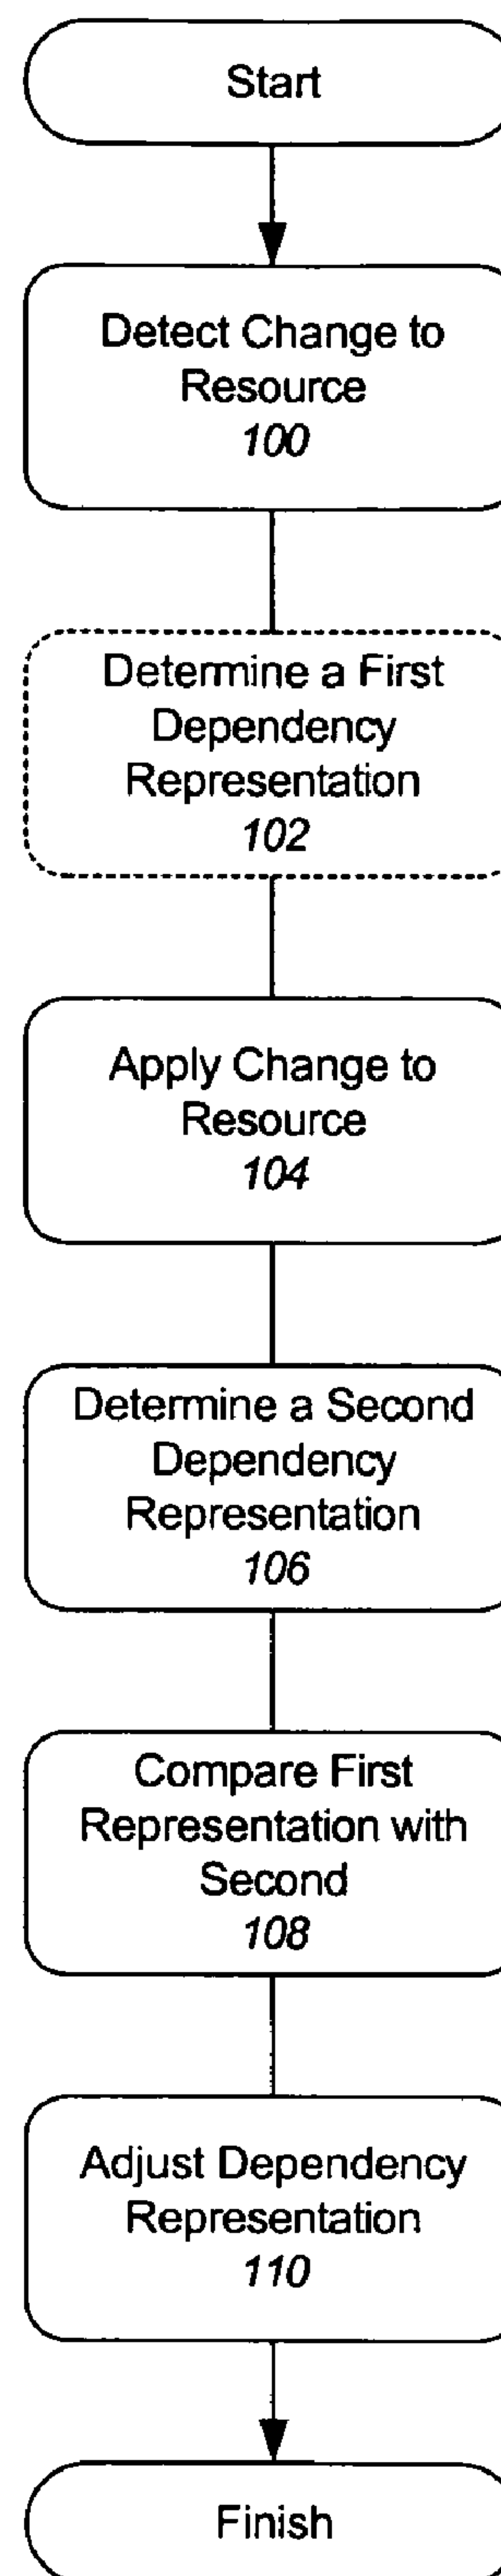 Start
Detect Change to
Resource
100
Determine a First
Dependency
Representation
102
Apply Change to
Resource
104
Determine a Second
Dependency
Representation
106
Compare First
Representation with
Second
108
Adjust Dependency
Representation
110
Finish